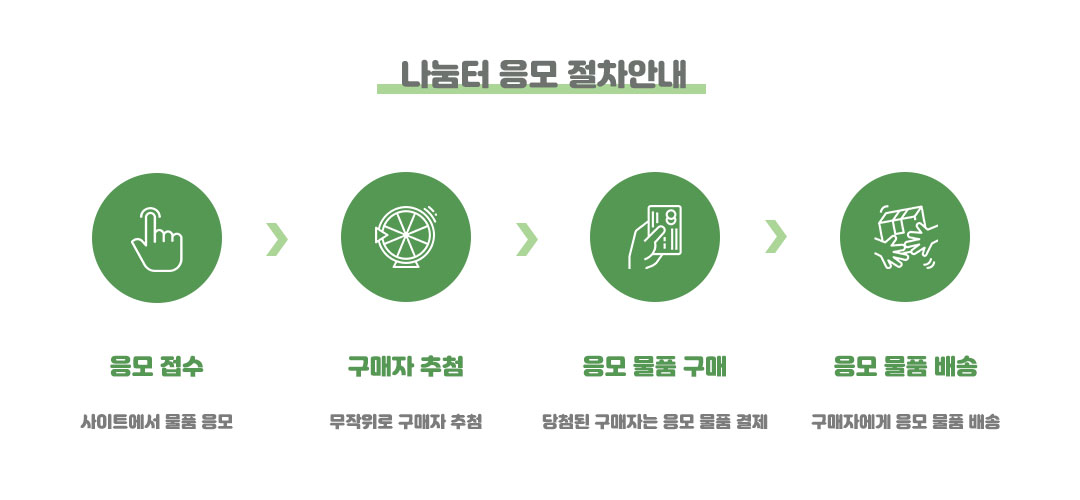 나눔터 응모 절차안내
응모 접수
구매자 추첨
응모 물품 구매
응모 물품 배송
사이트에서 물품 응모
무작위로 구매자 추첨
당첨된 구매자는 응모 물품 결제
구매자에게 응모 물품 배송